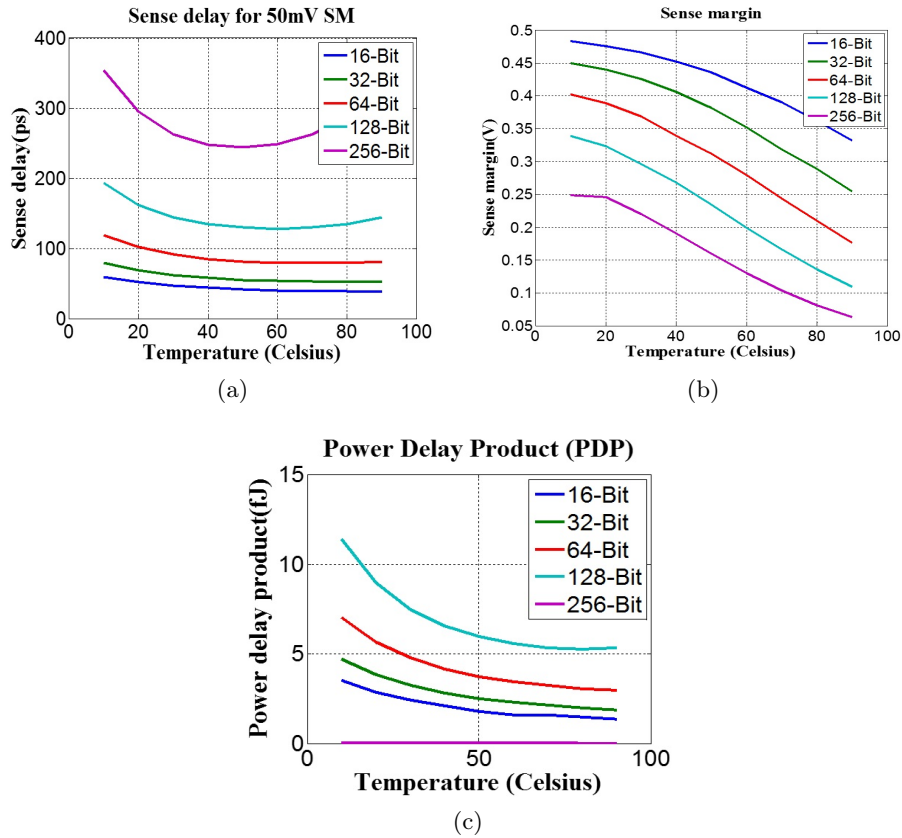 Sense delay for 50mV SM
400
300
200
100
0
Sense delay(ps)
16-Bit
32-Bit
64-Bit
128-Bit
256-Bit
0 20 40 60 80 100
Temperature (Celsius)
(a)
Sense margin
0.5
0.45
0.4
0.35
0.3
0.25
0.2
0.15
0.1
0.05
Sense margin(V)
16-Bit
32-Bit
64-Bit
128-Bit
256-Bit
0 20 40 60 80 100
Temperature (Celsius)
(b)
Power Delay Product (PDP)
15
10
5
0
Power delay product(fJ)
16-Bit
32-Bit
64-Bit
128-Bit
256-Bit
0 50 100
Temperature (Celsius)
(c)